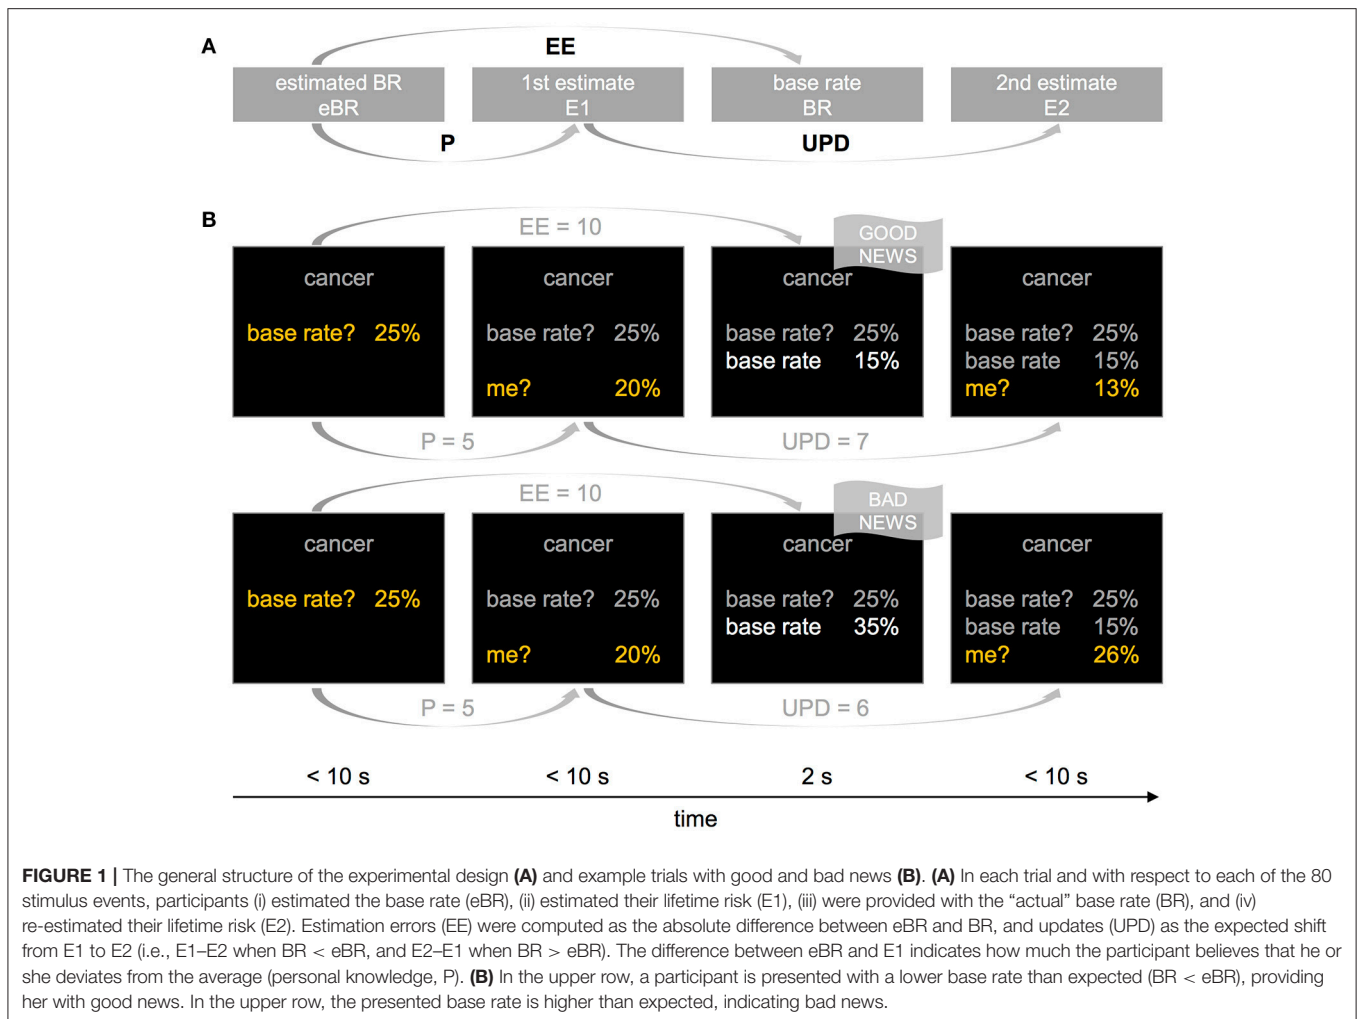 A
EE
estimated BR
eBR
1st estimate
E1
base rate
BR
2nd estimate
E2
P
UPD
B
EE = 10
GOOD
NEWS
cancer
base rate? 25%
cancer
base rate? 25%
me? 20%
cancer
base rate? 25%
base rate 15%
cancer
base rate? 25%
base rate 15%
me? 13%
P = 5
UPD = 7
EE = 10
BAD
NEWS
cancer
base rate? 25%
cancer
base rate? 25%
me? 20%
cancer
base rate? 25%
base rate 35%
cancer
base rate? 25%
base rate 15%
me? 26%
P = 5
UPD = 6
< 10 s
< 10 s
2 s
< 10 s
time
FIGURE 1 | The general structure of the experimental design (A) and example trials with good and bad news (B). (A) In each trial and with respect to each of the 80
stimulus events, participants (i) estimated the base rate (eBR), (ii) estimated their lifetime risk (E1), (iii) were provided with the “actual” base rate (BR), and (iv)
re-estimated their lifetime risk (E2). Estimation errors (EE) were computed as the absolute difference between eBR and BR, and updates (UPD) as the expected shift
from E1 to E2 (i.e., E1–E2 when BR < eBR, and E2–E1 when BR > eBR). The difference between eBR and E1 indicates how much the participant believes that he or
she deviates from the average (personal knowledge, P). (B) In the upper row, a participant is presented with a lower base rate than expected (BR < eBR), providing
her with good news. In the upper row, the presented base rate is higher than expected, indicating bad news.